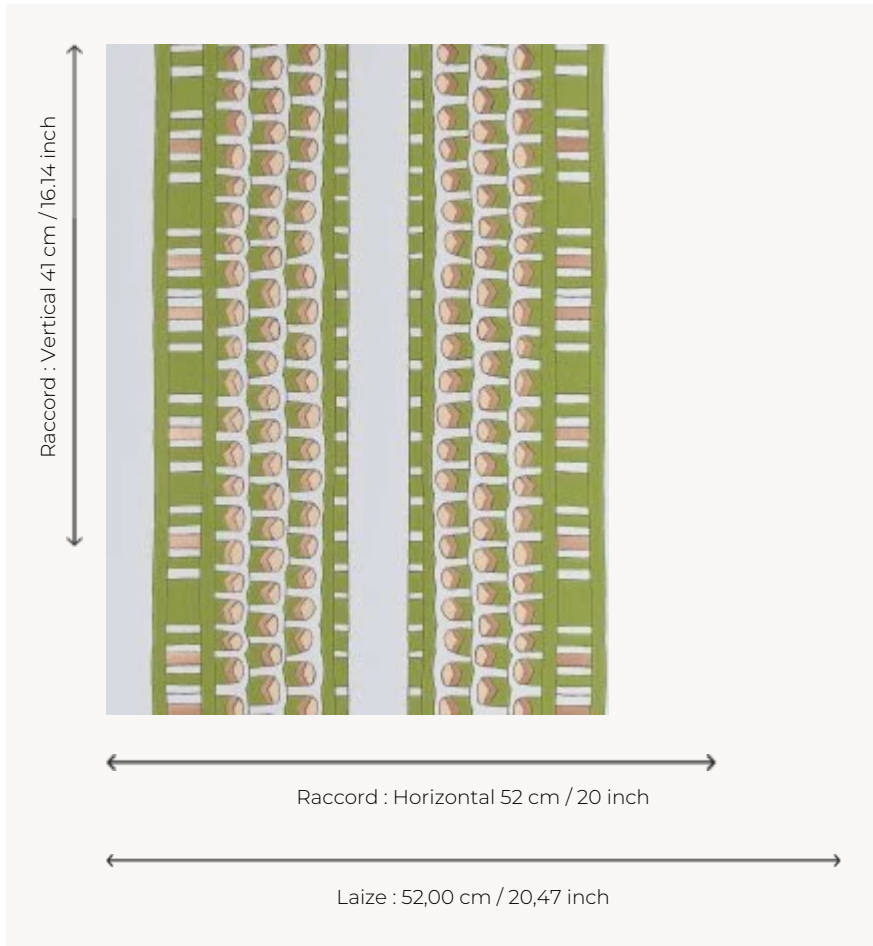 Raccord : Vertical 41 cm / 16.14 inch
Raccord : Horizontal 52 cm / 20 inch
Laize : 52,00 cm / 20,47 inch